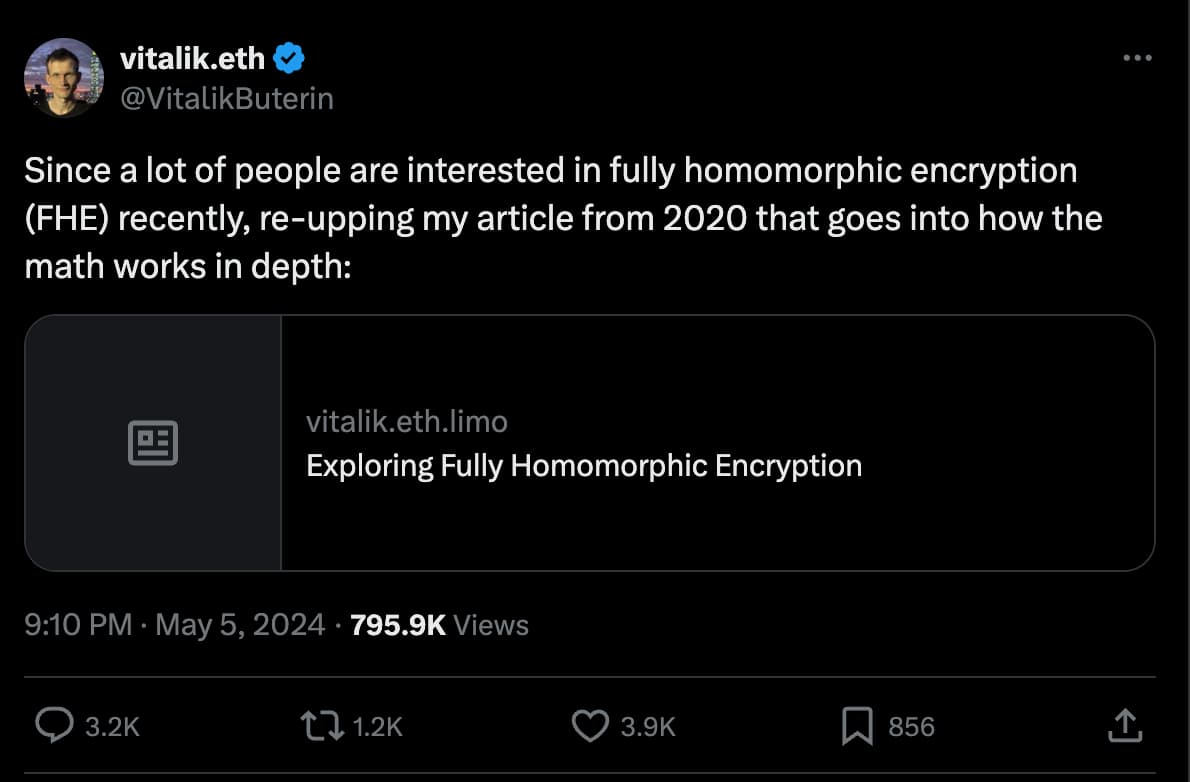 vitalik.eth
@VitalikButerin
Since a lot of people are interested in fully homomorphic encryption
(FHE) recently, re-upping my article from 2020 that goes into how the
math works in depth:
vitalik.eth.limo
Exploring Fully Homomorphic Encryption
9:10 PM · May 5, 2024 · 795.9K Views
3.2K 1.2K 3.9K 856